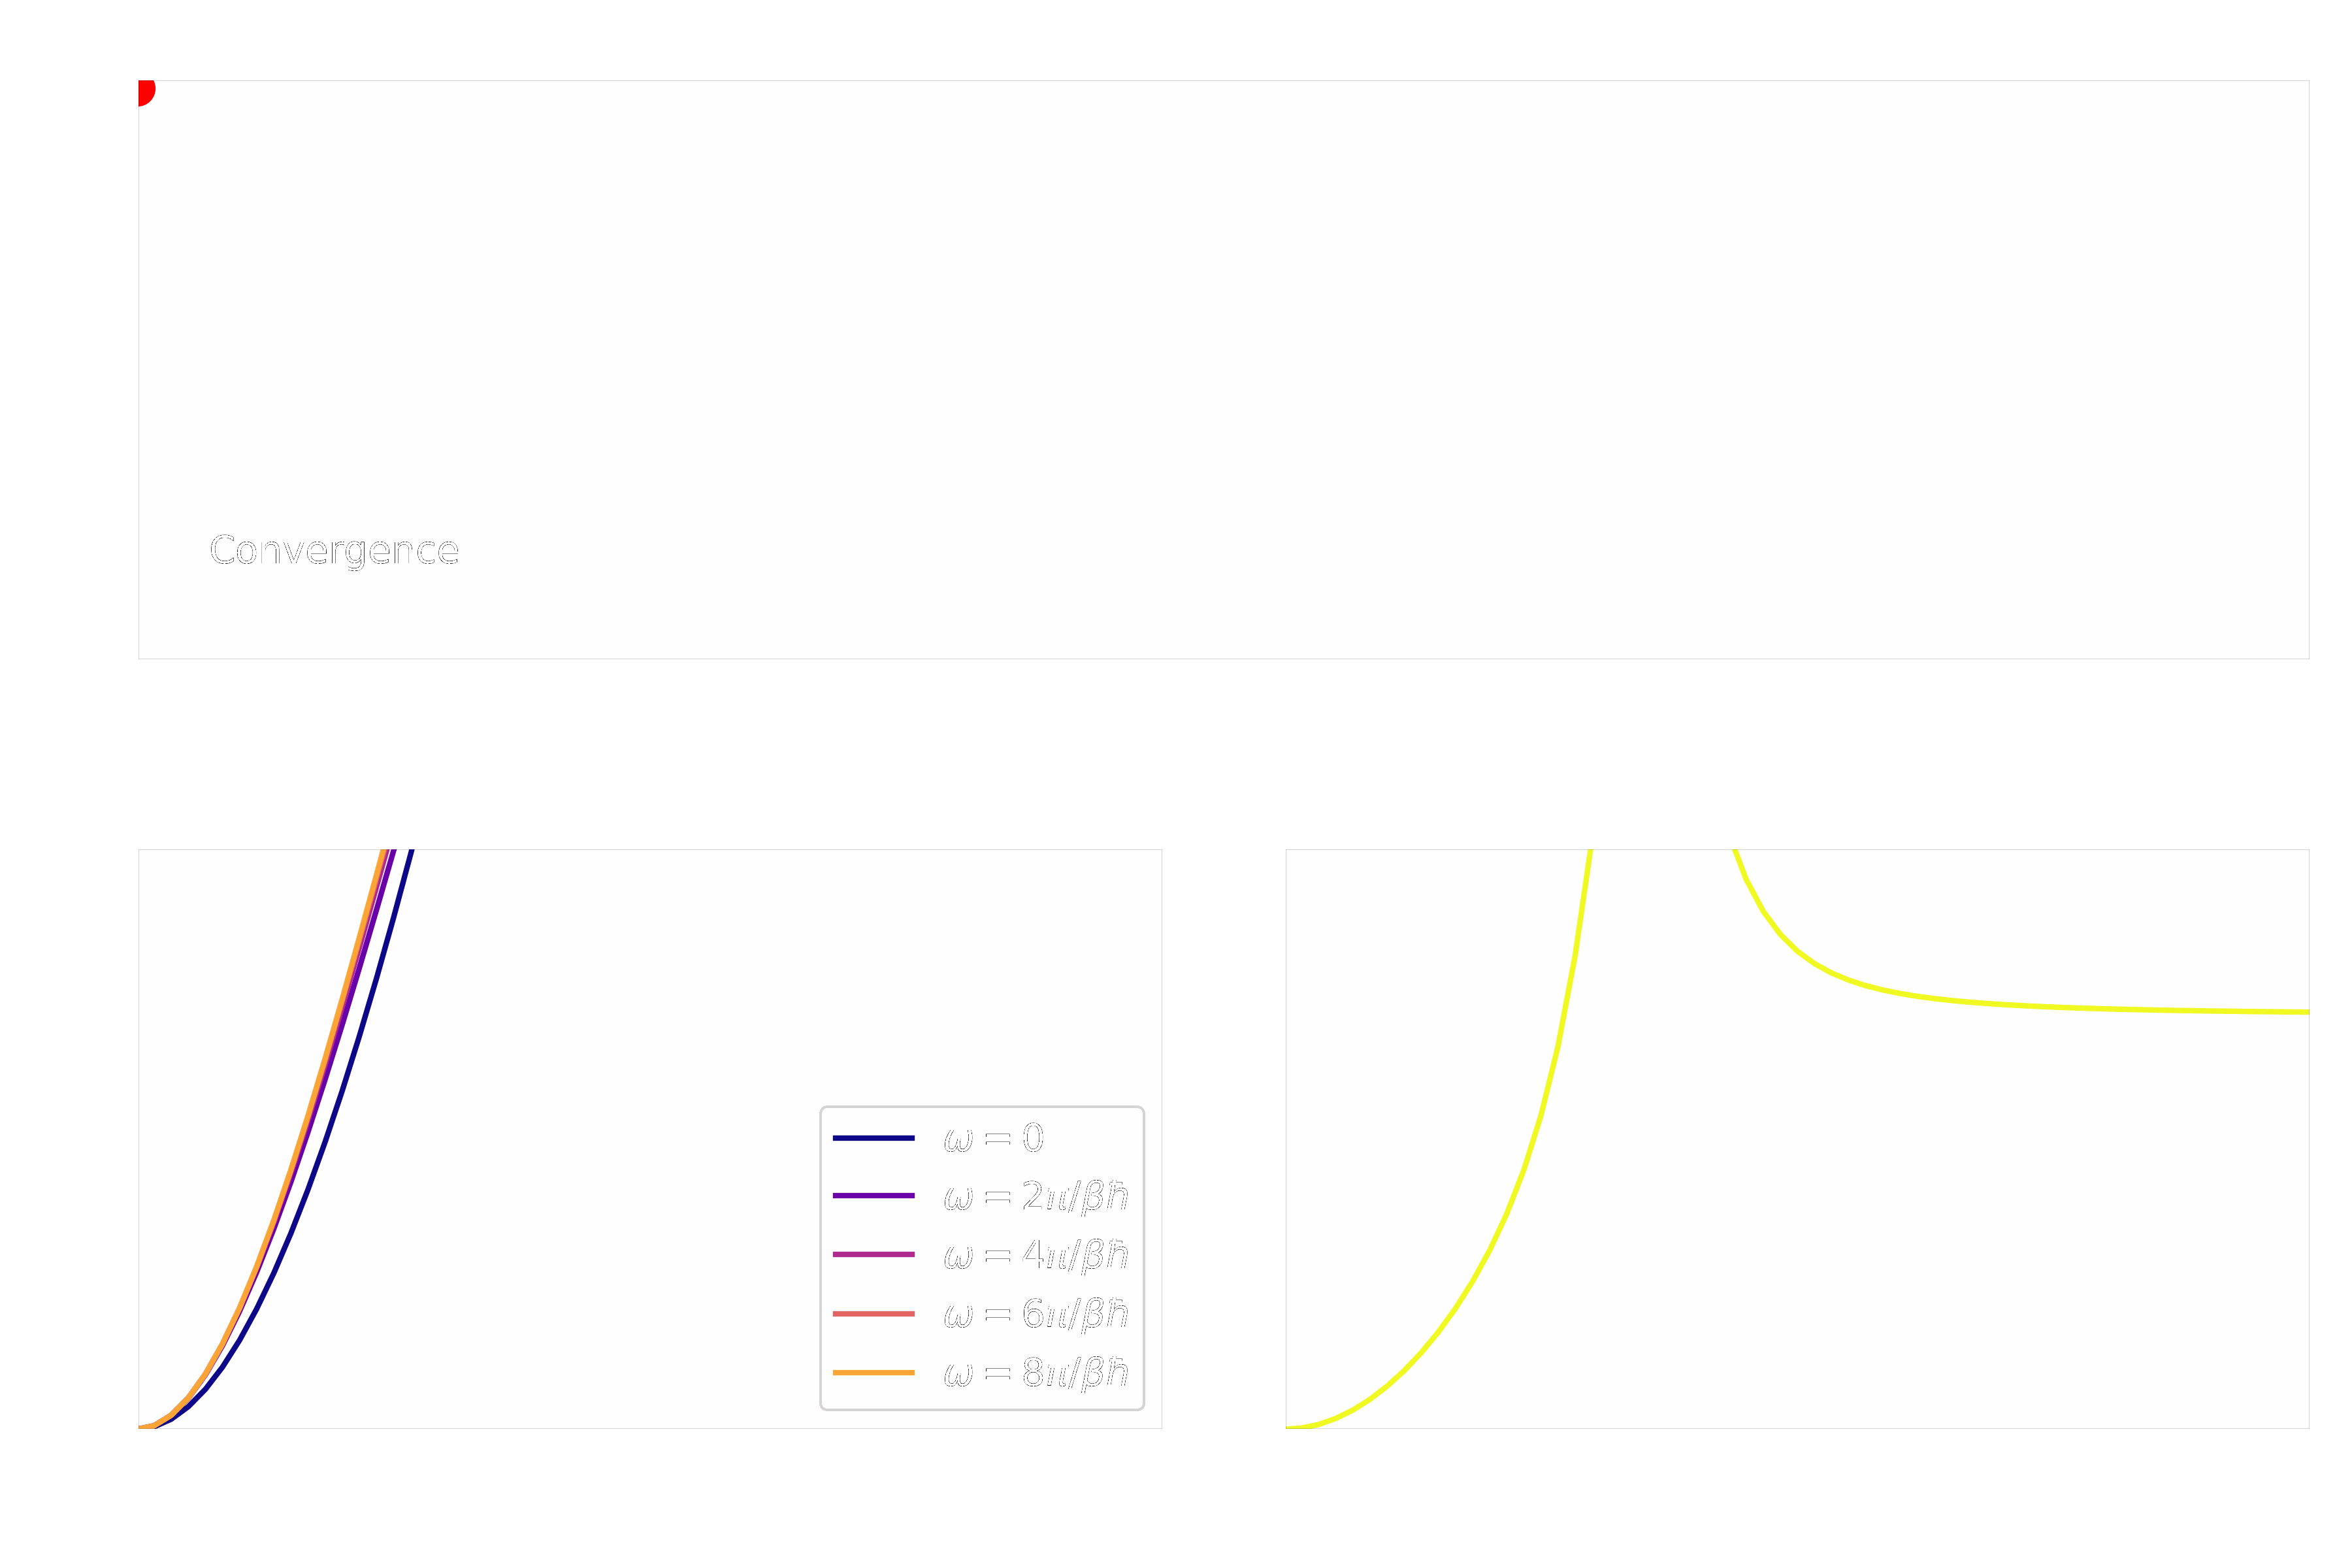 Convergence
ω = 0
ω = 2π/βℏ
ω = 4π/βℏ
ω = 6π/βℏ
ω = 8π/βℏ